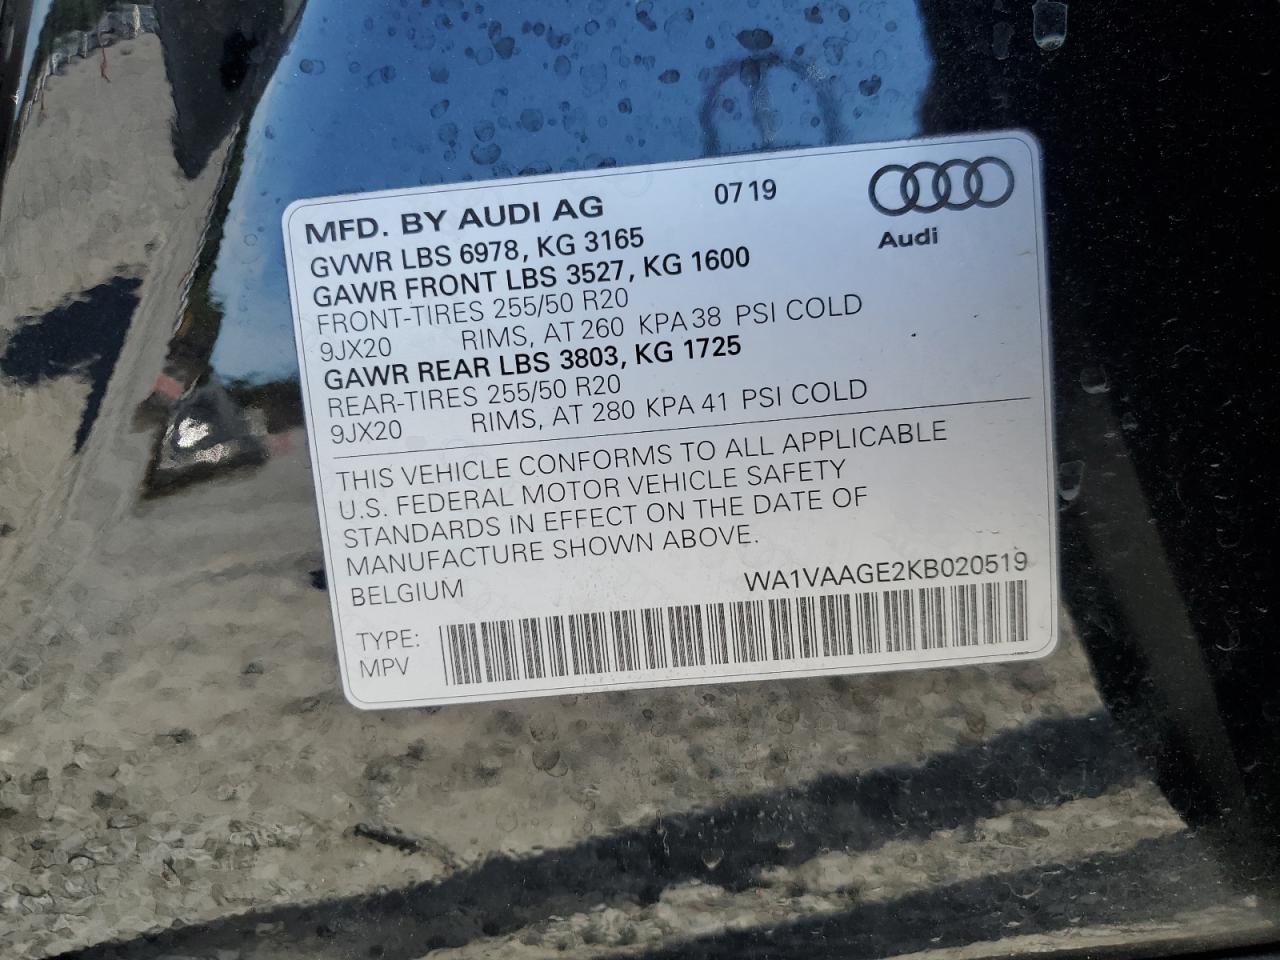 MFD. BY AUDI AG 0719
Audi
GVWR LBS 6978, KG 3165
GAWR FRONT LBS 3527, KG 1600
FRONT-TIRES 255/50 R20
9JX20 RIMS, AT 260 KPA 38 PSI COLD
GAWR REAR LBS 3803, KG 1725
REAR-TIRES 255/50 R20
9JX20 RIMS, AT 280 KPA 41 PSI COLD
THIS VEHICLE CONFORMS TO ALL APPLICABLE
U.S. FEDERAL MOTOR VEHICLE SAFETY
STANDARDS IN EFFECT ON THE DATE OF
MANUFACTURE SHOWN ABOVE.
BELGIUM WA1VAAGE2KB020519
TYPE:
MPV